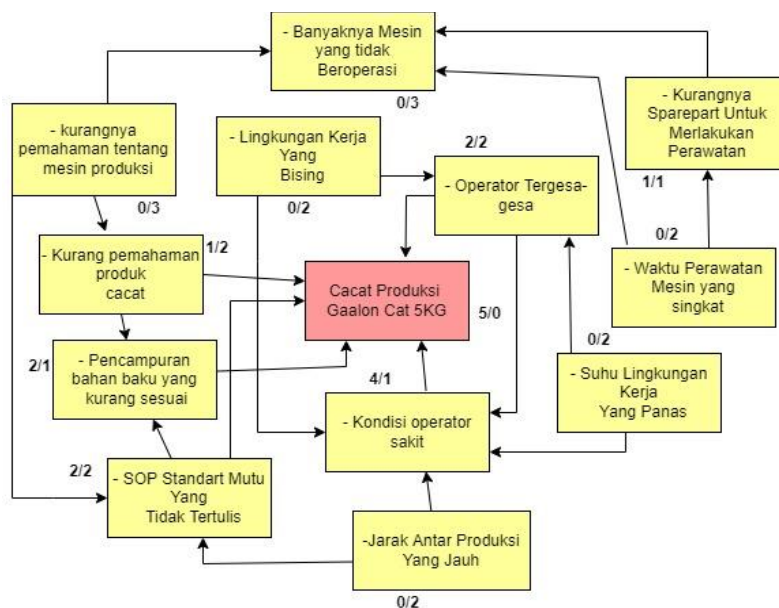 - Banyaknya Mesin
yang tidak
Beroperasi
0/3
- kurangnya
pemahaman tentang
mesin produksi
0/3
- Lingkungan Kerja
Yang
Bising
0/2
2/2
- Operator Tergesa-
gesa
- Kurangnya
Sparepart Untuk
Merlakukan
Perawatan
1/1
0/2
- Waktu Perawatan
Mesin yang
singkat
- Kurang pemahaman
produk
cacat
1/2
Cacat Produksi
Gaalon Cat 5KG
5/0
2/1
- Pencampuran
bahan baku yang
kurang sesuai
4/1
- Kondisi operator
sakit
0/2
- Suhu Lingkungan
Kerja
Yang Panas
2/2
- SOP Standart Mutu
Yang
Tidak Tertulis
-Jarak Antar Produksi
Yang Jauh
0/2